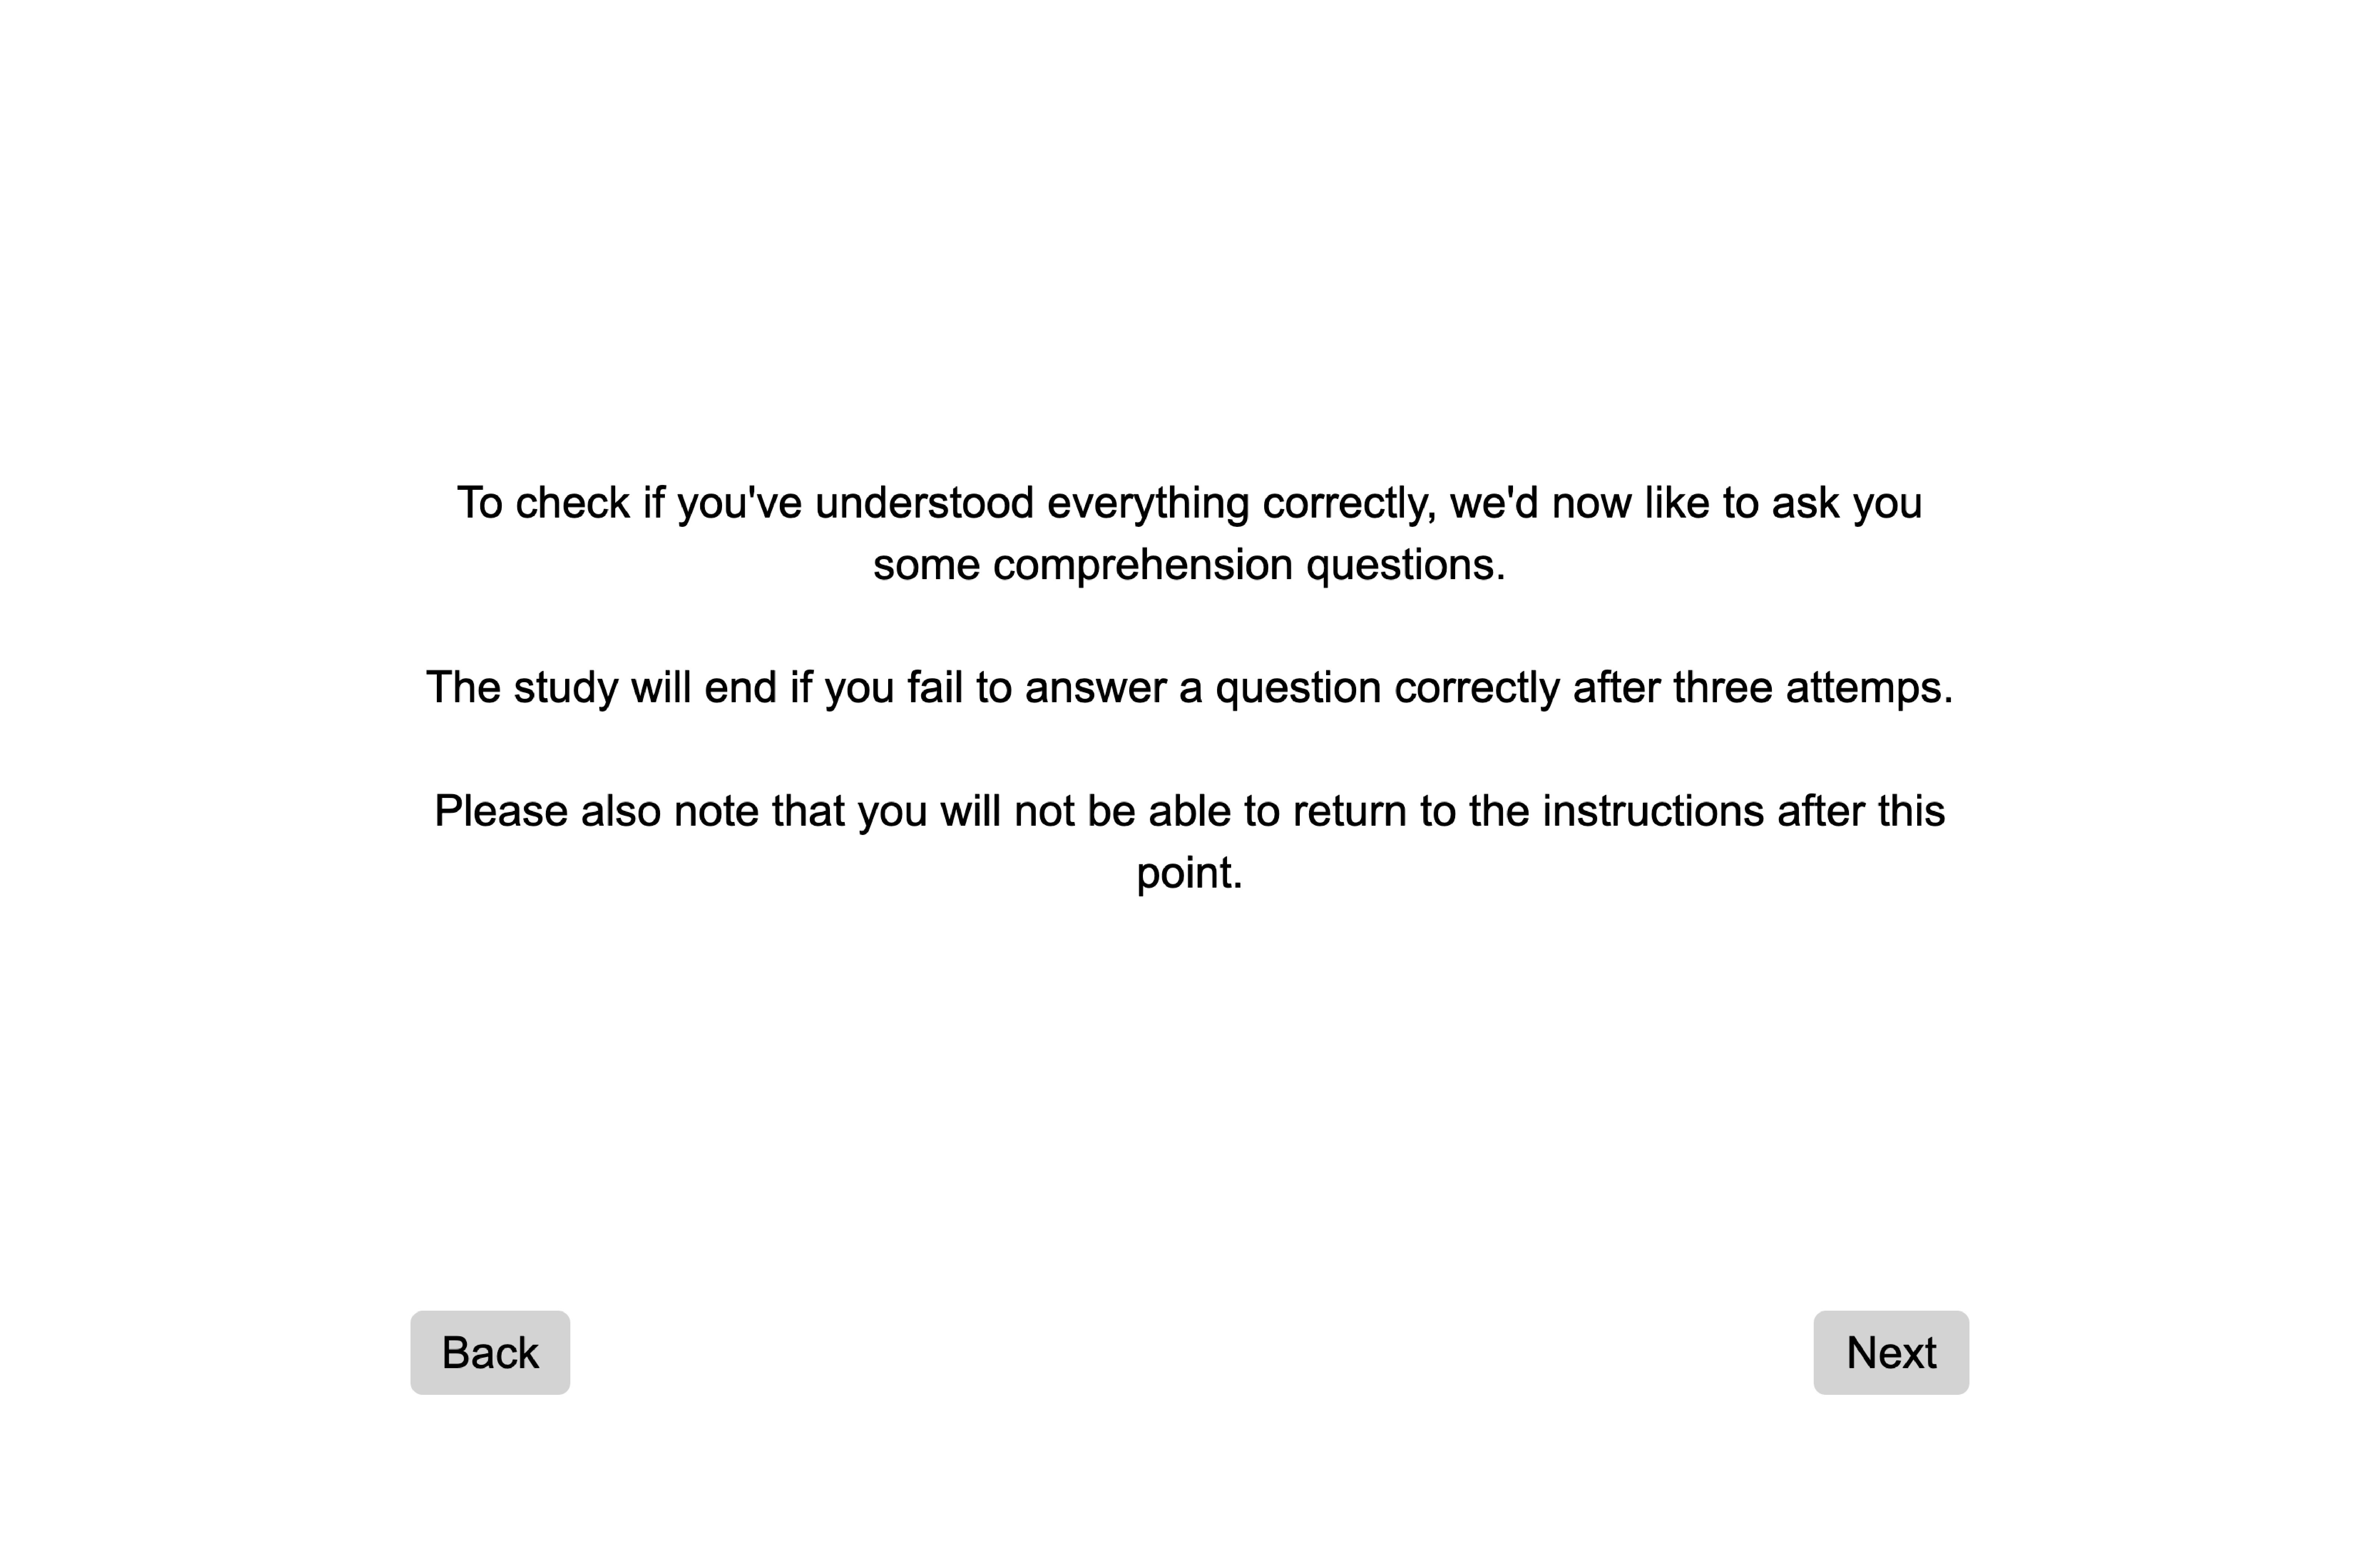 To check if you've understood everything correctly, we'd now like to ask you
some comprehension questions.
The study will end if you fail to answer a question correctly after three attemps.
Please also note that you will not be able to return to the instructions after this
point.
Back
Next